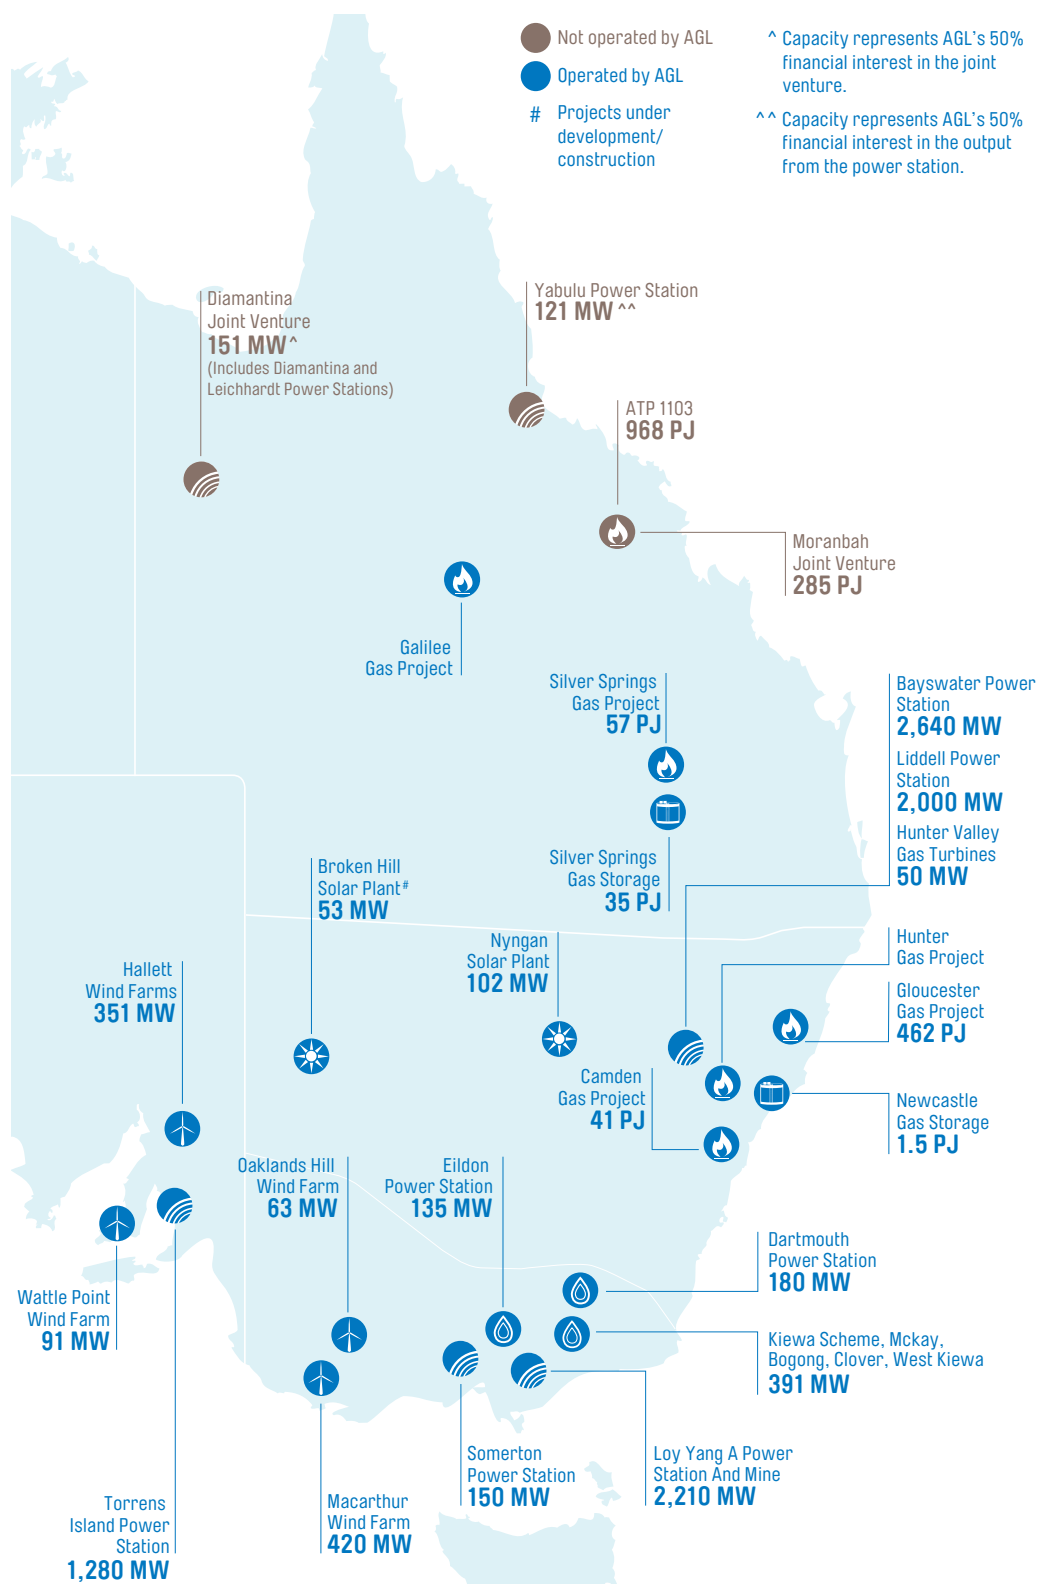 Not operated by AGL
Operated by AGL
# Projects under
development/
construction
^ Capacity represents AGL's 50%
financial interest in the joint
venture.
^^ Capacity represents AGL's 50%
financial interest in the output
from the power station.
Diamantina
Joint Venture
151 MW^
(Includes Diamantina and
Leichhardt Power Stations)
Yabulu Power Station
121 MW^^
ATP 1103
968 PJ
Moranbah
Joint Venture
285 PJ
Galilee
Gas Project
Silver Springs
Gas Project
57 PJ
Bayswater Power
Station
2,640 MW
Liddell Power
Station
2,000 MW
Hunter Valley
Gas Turbines
50 MW
Silver Springs
Gas Storage
35 PJ
Broken Hill
Solar Plant#
53 MW
Nyngan
Solar Plant
102 MW
Hunter
Gas Project
Hallett
Wind Farms
351 MW
Gloucester
Gas Project
462 PJ
Camden
Gas Project
41 PJ
Newcastle
Gas Storage
1.5 PJ
Oaklands Hill
Wind Farm
63 MW
Eildon
Power Station
135 MW
Dartmouth
Power Station
180 MW
Wattle Point
Wind Farm
91 MW
Kiewa Scheme, Mckay,
Bogong, Clover, West Kiewa
391 MW
Somerton
Power Station
150 MW
Loy Yang A Power
Station And Mine
2,210 MW
Torrens
Island Power
Station
1,280 MW
Macarthur
Wind Farm
420 MW